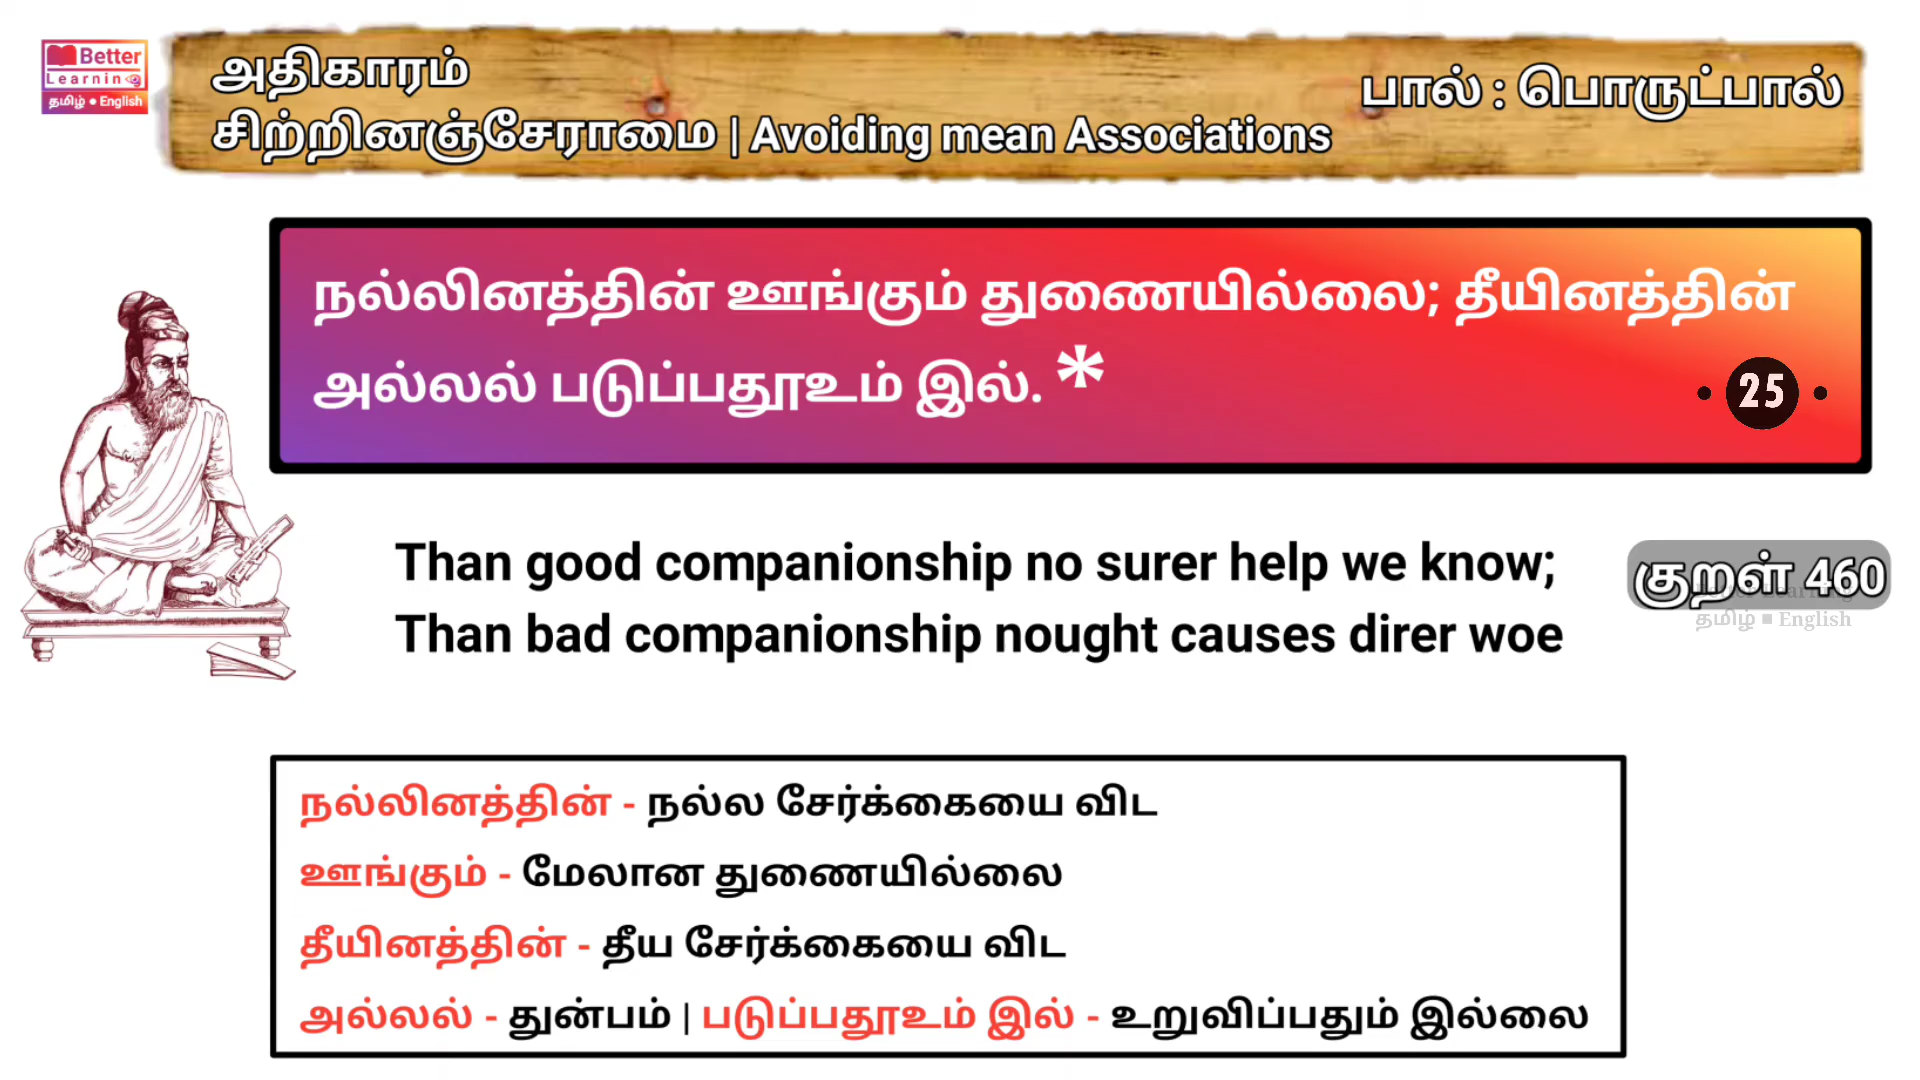 Better
Learning
தமிழ் ● English
அதிகாரம்
சிற்றினஞ்சேராமை | Avoiding mean Associations
பால் : பொருட்பால்
நல்லினத்தின் ஊங்கும் துணையில்லை; தீயினத்தின்
அல்லல் படுப்பதூஉம் இல். *
• 25 •
Than good companionship no surer help we know;
Than bad companionship nought causes direr woe
குறள் 460
தமிழ் ■ English
நல்லினத்தின் - நல்ல சேர்க்கையை விட
ஊங்கும் - மேலான துணையில்லை
தீயினத்தின் - தீய சேர்க்கையை விட
அல்லல் - துன்பம் | படுப்பதூஉம் இல் - உறுவிப்பதும் இல்லை